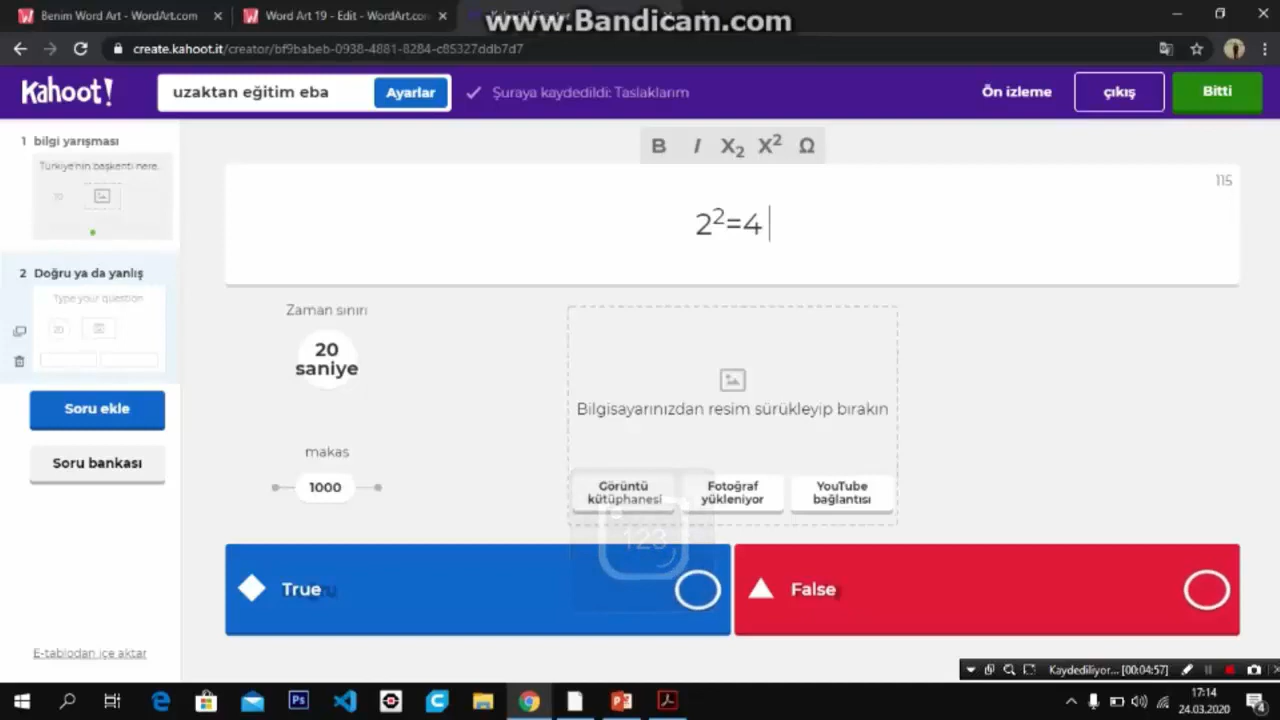 Benim Word Art - WordArt.com
Word Art 19 - Edit - WordArt.com
www.Bandicam.com
create.kahoot.it/creator/bf9babeb-0938-4881-8284-c85327ddb7d7
Kahoot!
uzaktan eğitim eba
Ayarlar
Şuraya kaydedildi: Taslaklarım
Ön izleme
çıkış
Bitti
1 bilgi yarışması
Türkiye'nin başkenti nere..
70
2 Doğru ya da yanlış
Type your question
20
Soru ekle
Soru bankası
E-tablodan içe aktar
B I X₂ X² Ω
115
2²=4
Zaman sınırı
20
saniye
makas
1000
Bilgisayarınızdan resim sürükleyip bırakın
Görüntü
kütüphanesi
Fotoğraf
yükleniyor
YouTube
bağlantısı
123
True
False
Kaydediliyor... [00:04:57]
17:14
24.03.2020
4